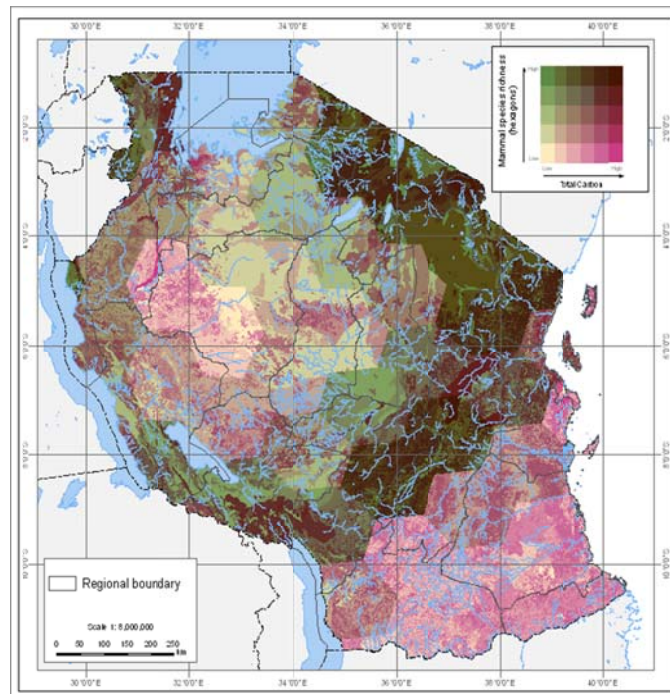 30°0'0"E 32°0'0"E 34°0'0"E 36°0'0"E 38°0'0"E 40°0'0"E
High
Mammal species richness
(hexagons)
Low
Low High
Total Carbon
Regional boundary
Scale 1: 8,000,000
0 50 100 150 200 250
km
30°0'0"E 32°0'0"E 34°0'0"E 36°0'0"E 38°0'0"E 40°0'0"E